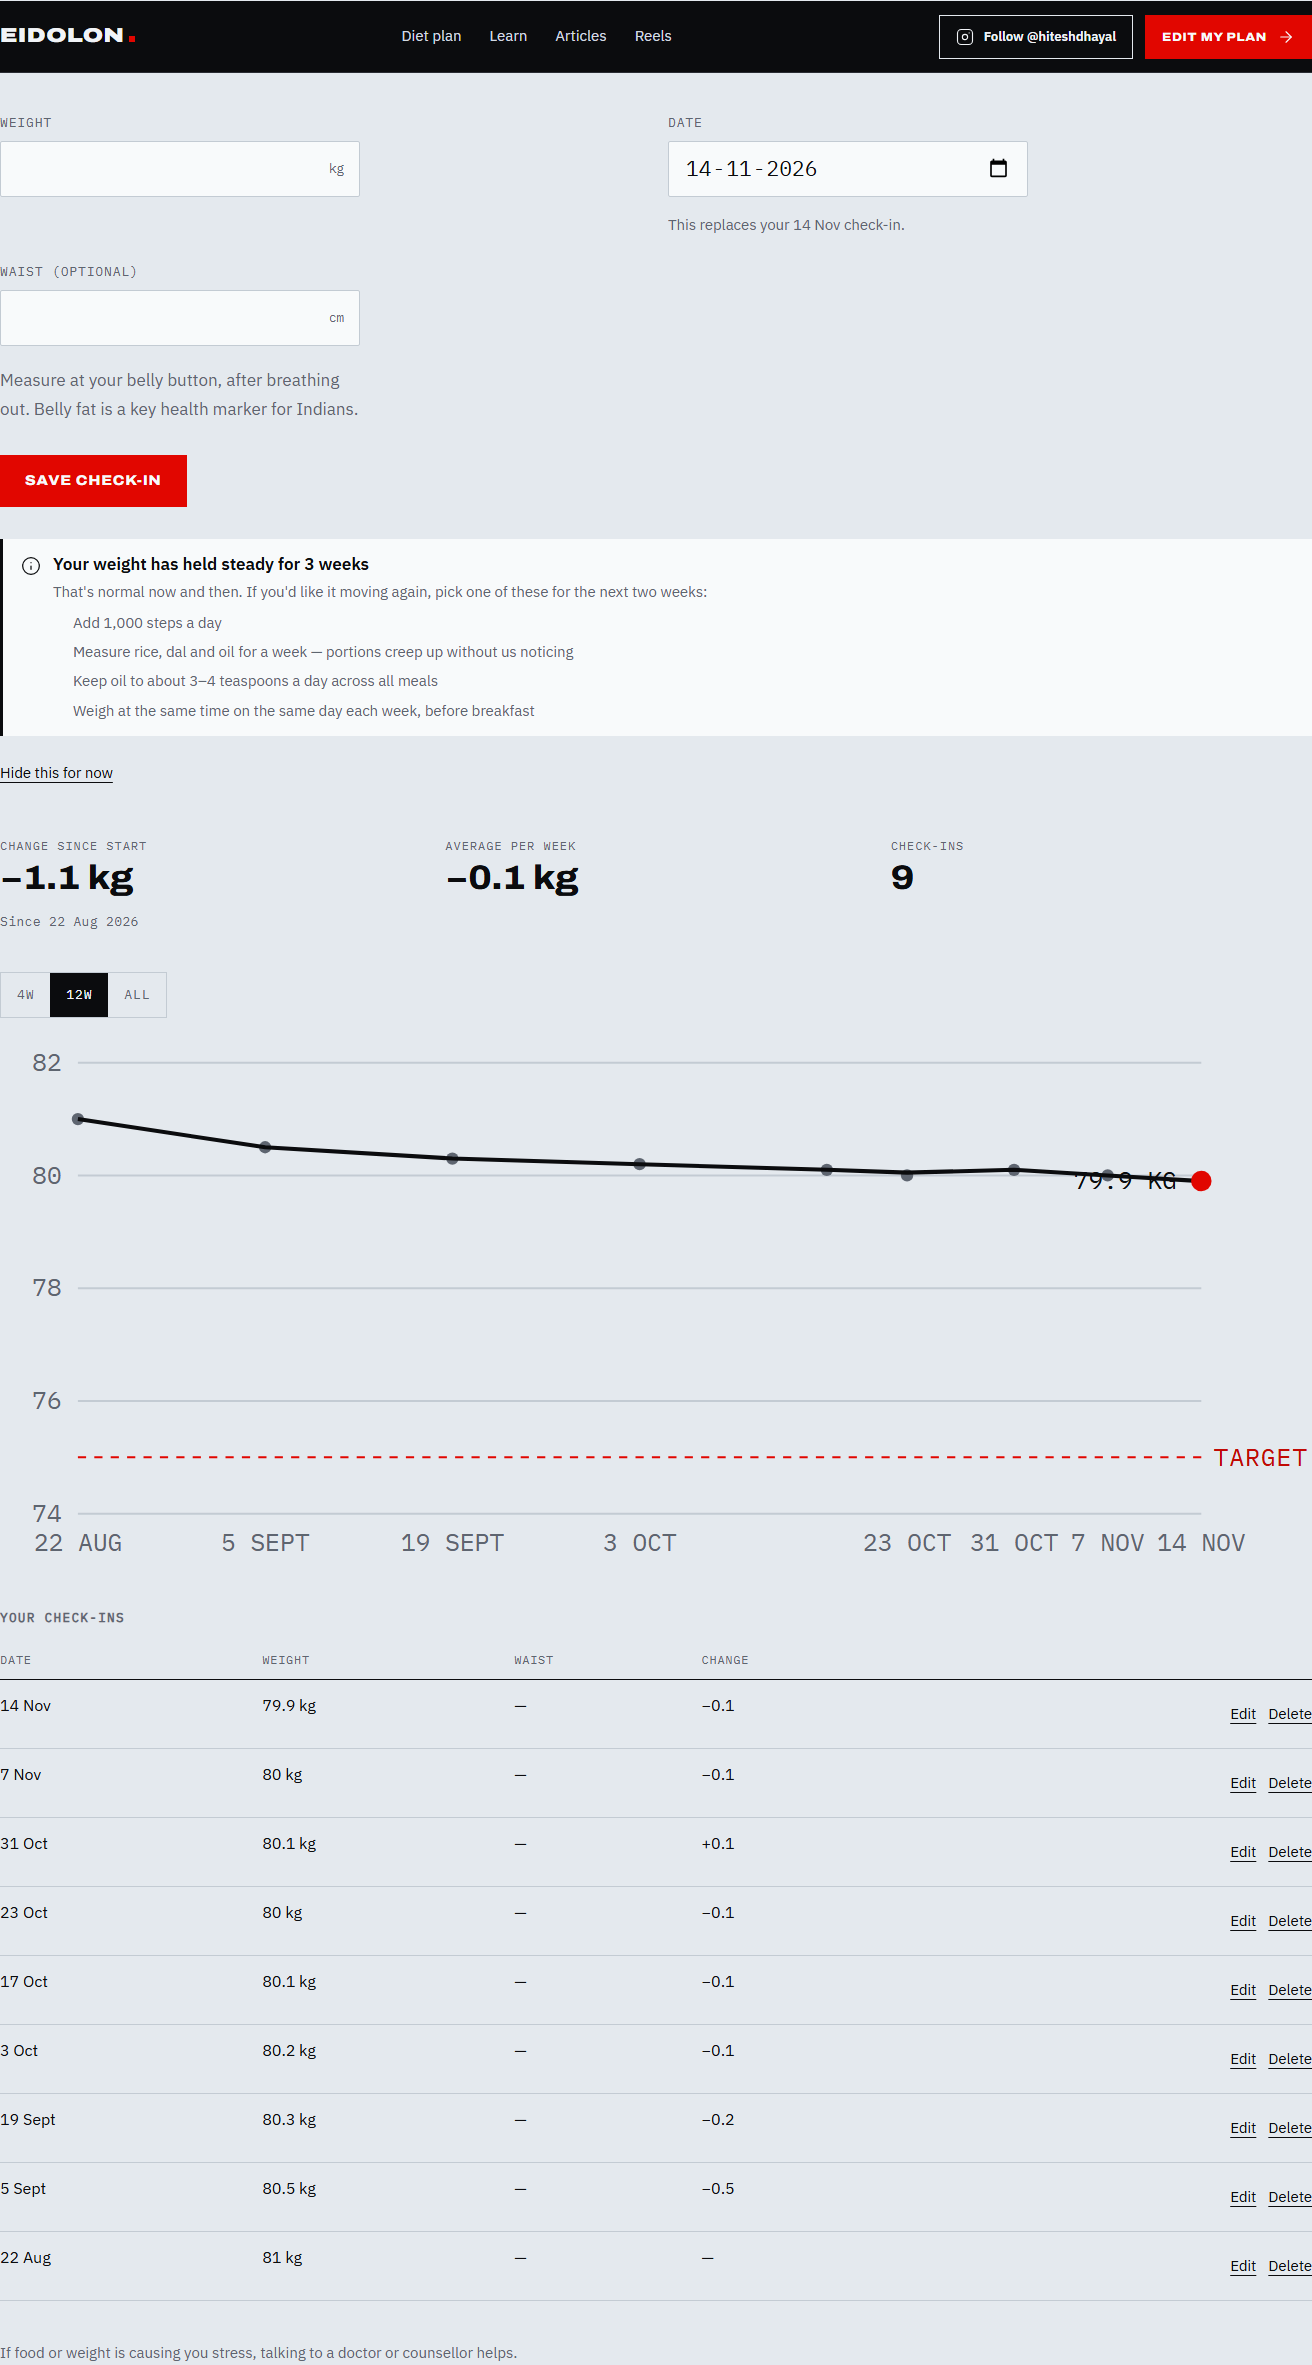 EIDOLON.
Diet plan
Learn
Articles
Reels
Follow @hiteshdhayal
EDIT MY PLAN
WEIGHT
kg
DATE
14-11-2026
This replaces your 14 Nov check-in.
WAIST (OPTIONAL)
cm
Measure at your belly button, after breathing
out. Belly fat is a key health marker for Indians.
SAVE CHECK-IN
Your weight has held steady for 3 weeks
That's normal now and then. If you'd like it moving again, pick one of these for the next two weeks:
Add 1,000 steps a day
Measure rice, dal and oil for a week — portions creep up without us noticing
Keep oil to about 3–4 teaspoons a day across all meals
Weigh at the same time on the same day each week, before breakfast
Hide this for now
CHANGE SINCE START
−1.1 kg
Since 22 Aug 2026
AVERAGE PER WEEK
−0.1 kg
CHECK-INS
9
4W
12W
ALL
82
80
79.9 KG
78
76
TARGET
74
22 AUG
5 SEPT
19 SEPT
3 OCT
23 OCT
31 OCT
7 NOV
14 NOV
YOUR CHECK-INS
DATE WEIGHT WAIST CHANGE
14 Nov 79.9 kg — −0.1 Edit Delete
7 Nov 80 kg — −0.1 Edit Delete
31 Oct 80.1 kg — +0.1 Edit Delete
23 Oct 80 kg — −0.1 Edit Delete
17 Oct 80.1 kg — −0.1 Edit Delete
3 Oct 80.2 kg — −0.1 Edit Delete
19 Sept 80.3 kg — −0.2 Edit Delete
5 Sept 80.5 kg — −0.5 Edit Delete
22 Aug 81 kg — — Edit Delete
If food or weight is causing you stress, talking to a doctor or counsellor helps.